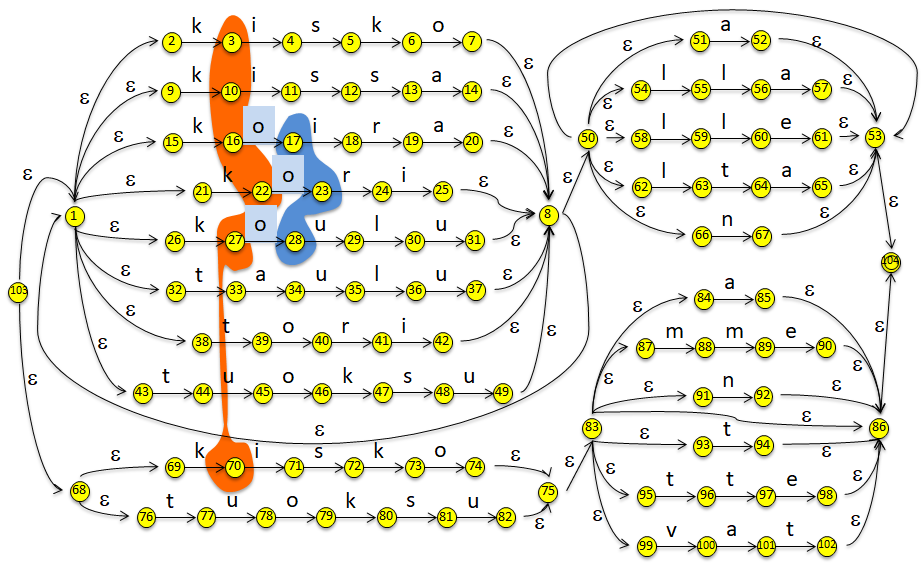 k i s k o
2 3 4 5 6 7
ε ε
k i s s a
9 10 11 12 13 14
ε ε
k o i r a
15 16 17 18 19 20
ε ε
k o r i
21 22 23 24 25
ε ε ε
1 8
k o u l u
26 27 28 29 30 31
ε ε
t a u l u
32 33 34 35 36 37
ε ε
103
t o r i
38 39 40 41 42
ε ε
t u o k s u
43 44 45 46 47 48 49
ε ε
ε
k i s k o
69 70 71 72 73 74
ε ε ε
68 75
t u o k s u
76 77 78 79 80 81 82
ε ε
a
51 52
ε ε
l l a
54 55 56 57
ε ε
50 53
l l e
58 59 60 61
ε ε
l t a
62 63 64 65
ε ε
n
66 67
ε ε
ε ε
104
a
84 85
ε ε
m m e
87 88 89 90
ε ε
n
91 92
ε ε
83 86
ε
t
93 94
ε ε
t t e
95 96 97 98
ε ε
v a t
99 100 101 102
ε ε
ε